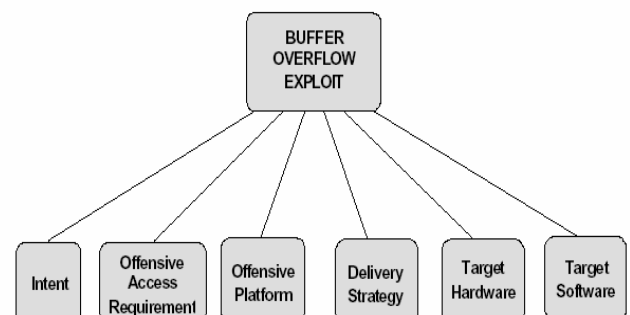 BUFFER
OVERFLOW
EXPLOIT
Intent
Offensive
Access
Requirement
Offensive
Platform
Delivery
Strategy
Target
Hardware
Target
Software